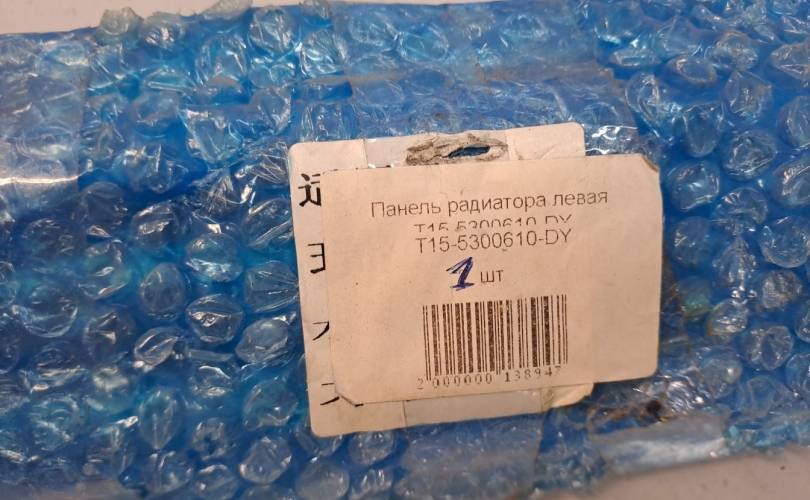 Панель радиатора левая
T15-5300610-DY
T15-5300610-DY
1 шт
2 000000 138947